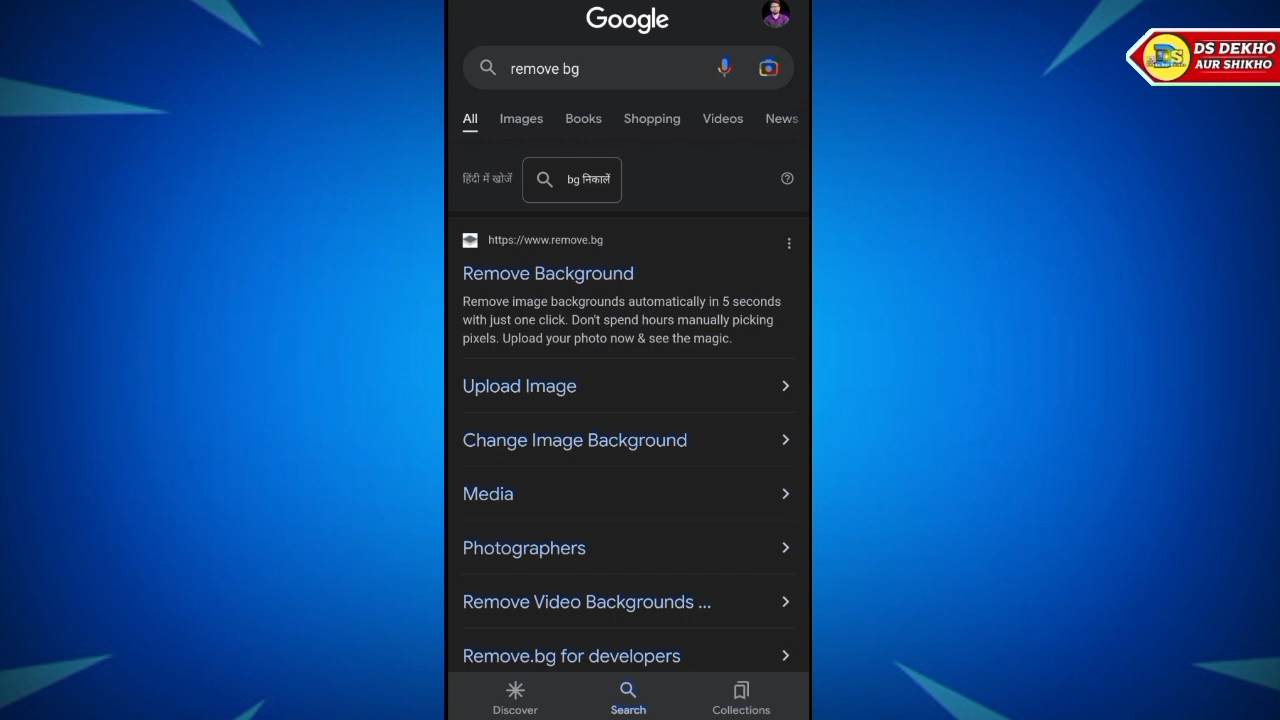 Google
DS DEKHO
AUR SHIKHO
DS
remove bg
All Images Books Shopping Videos News
हिंदी में खोजें bg निकालें
https://www.remove.bg
Remove Background
Remove image backgrounds automatically in 5 seconds
with just one click. Don't spend hours manually picking
pixels. Upload your photo now & see the magic.
Upload Image
Change Image Background
Media
Photographers
Remove Video Backgrounds ...
Remove.bg for developers
Discover Search Collections